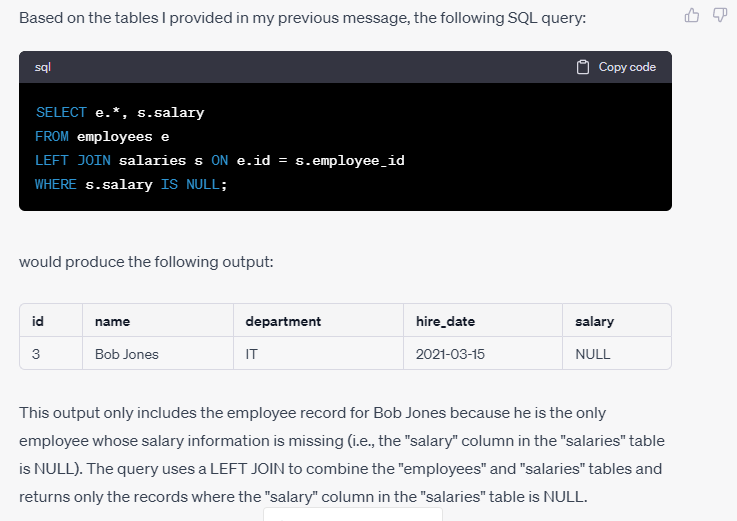 Based on the tables I provided in my previous message, the following SQL query:
sql
Copy code
SELECT e.*, s.salary
FROM employees e
LEFT JOIN salaries s ON e.id = s.employee_id
WHERE s.salary IS NULL;
would produce the following output:
id name department hire_date salary
3 Bob Jones IT 2021-03-15 NULL
This output only includes the employee record for Bob Jones because he is the only
employee whose salary information is missing (i.e., the "salary" column in the "salaries" table
is NULL). The query uses a LEFT JOIN to combine the "employees" and "salaries" tables and
returns only the records where the "salary" column in the "salaries" table is NULL.